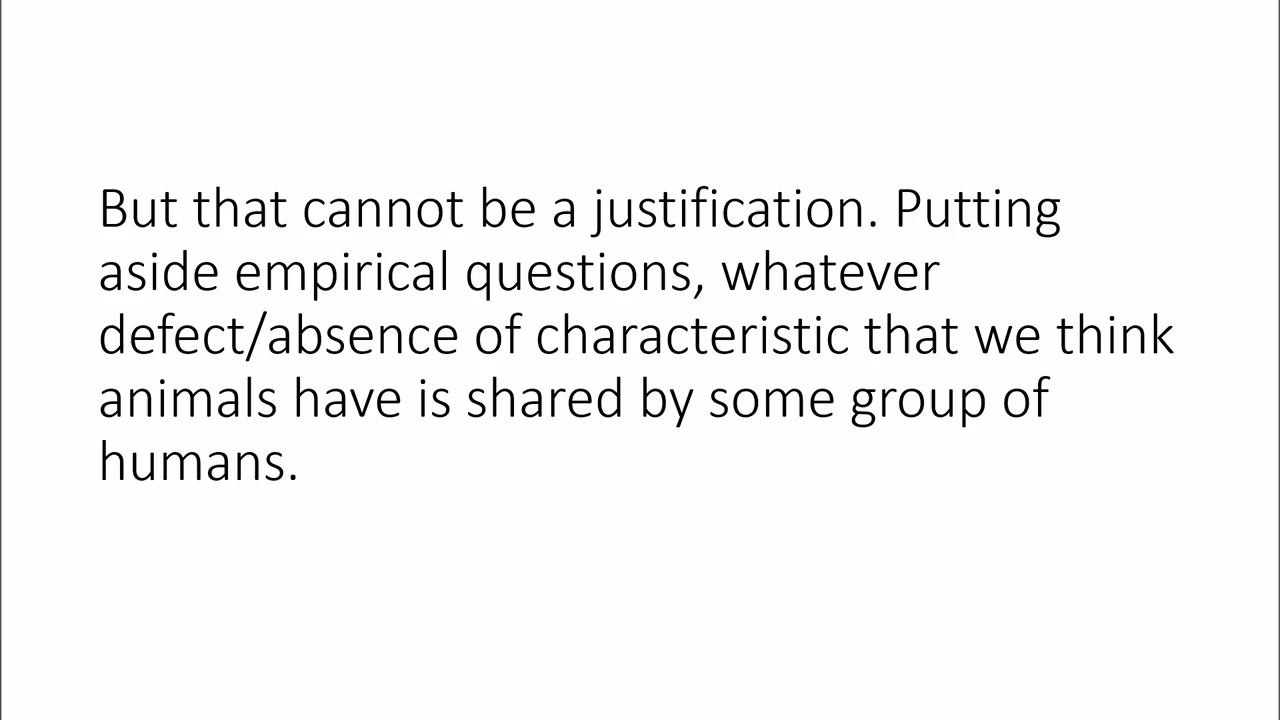 But that cannot be a justification. Putting
aside empirical questions, whatever
defect/absence of characteristic that we think
animals have is shared by some group of
humans.